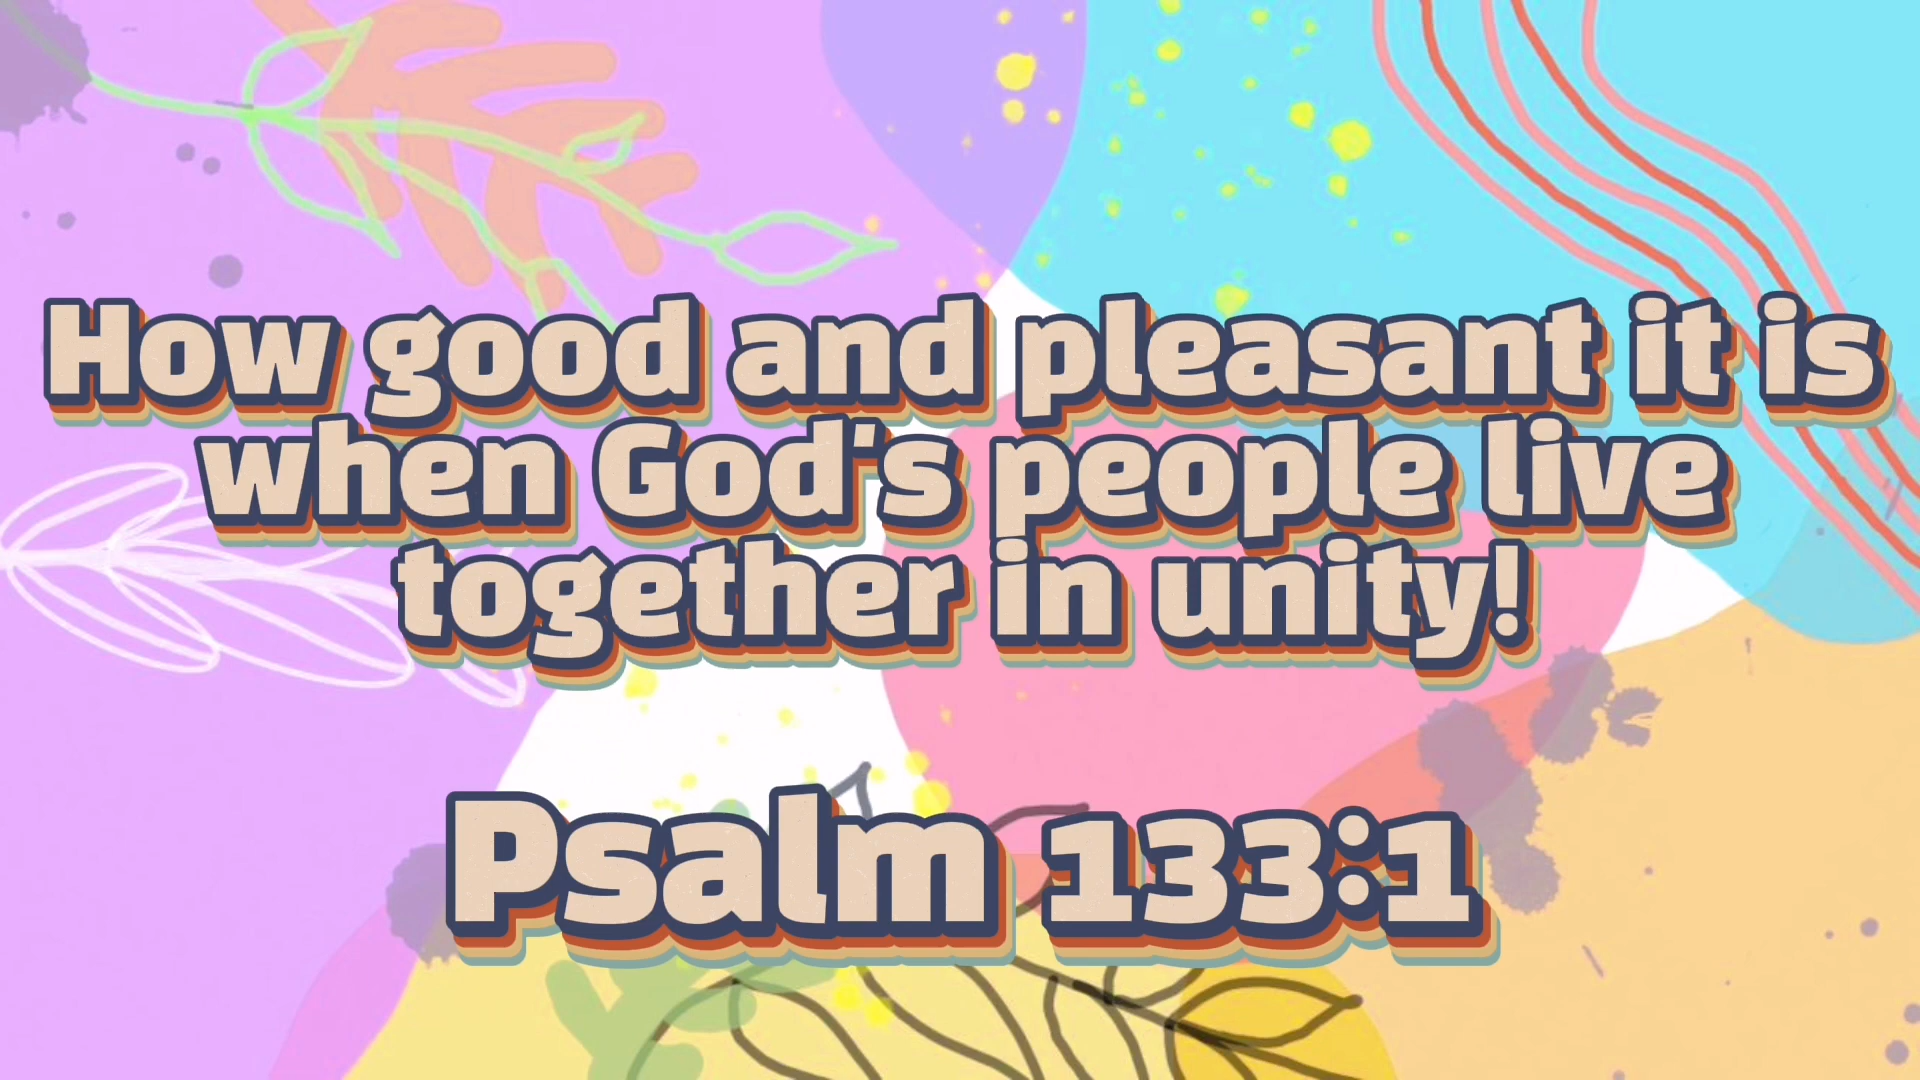 How good and pleasant it is
when God's people live
together in unity!
Psalm 133:1